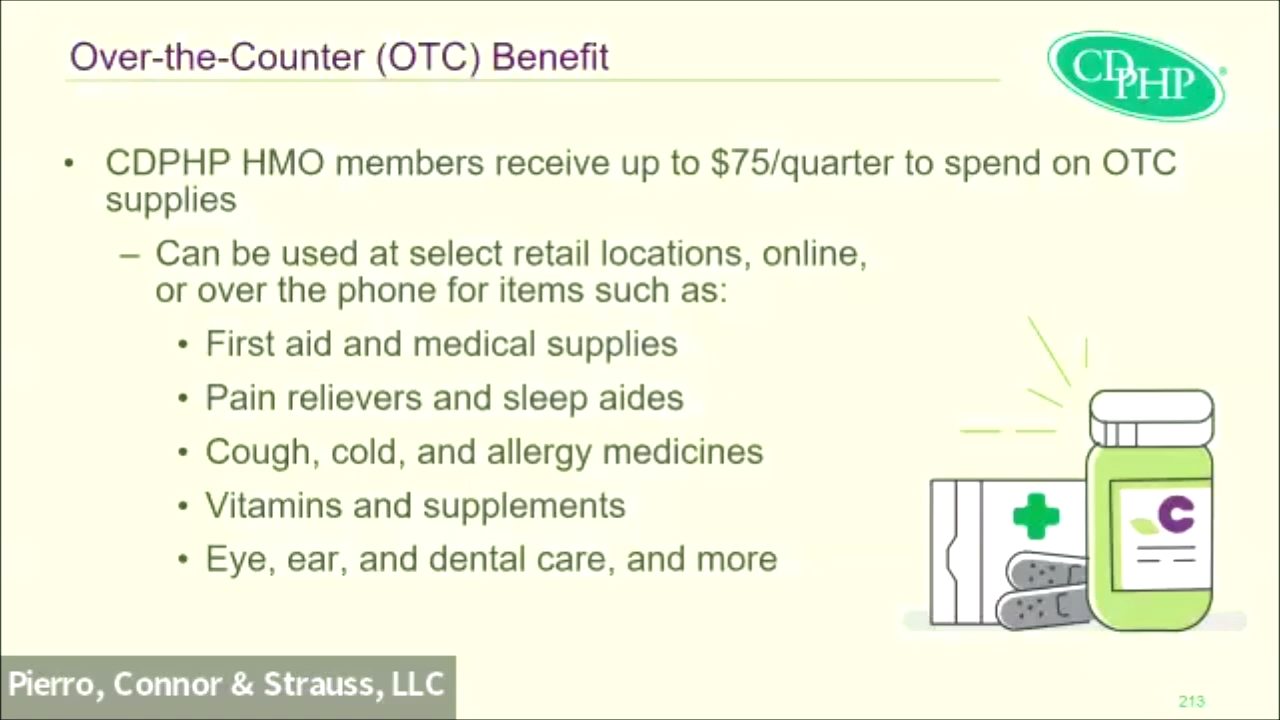 Over-the-Counter (OTC) Benefit
CDPHP
• CDPHP HMO members receive up to $75/quarter to spend on OTC
supplies
– Can be used at select retail locations, online,
or over the phone for items such as:
• First aid and medical supplies
• Pain relievers and sleep aides
• Cough, cold, and allergy medicines
• Vitamins and supplements
• Eye, ear, and dental care, and more
C
Pierro, Connor & Strauss, LLC
213